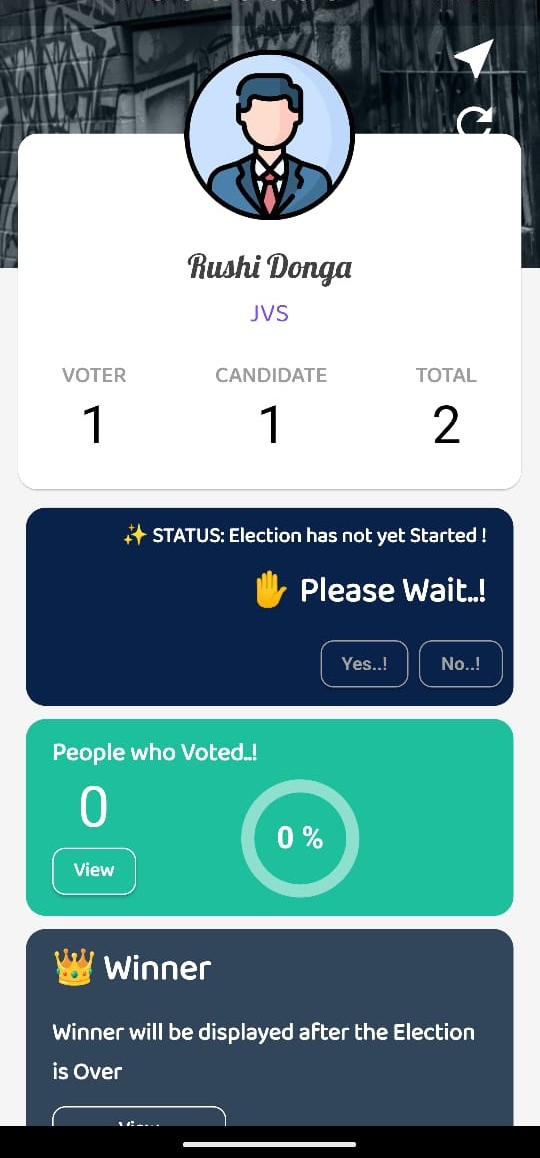 Rushi Donga
JVS
VOTER CANDIDATE TOTAL
1 1 2
✨ STATUS: Election has not yet Started !
✋ Please Wait..!
Yes..! No..!
People who Voted..!
0
0 %
View
👑 Winner
Winner will be displayed after the Election
is Over
View